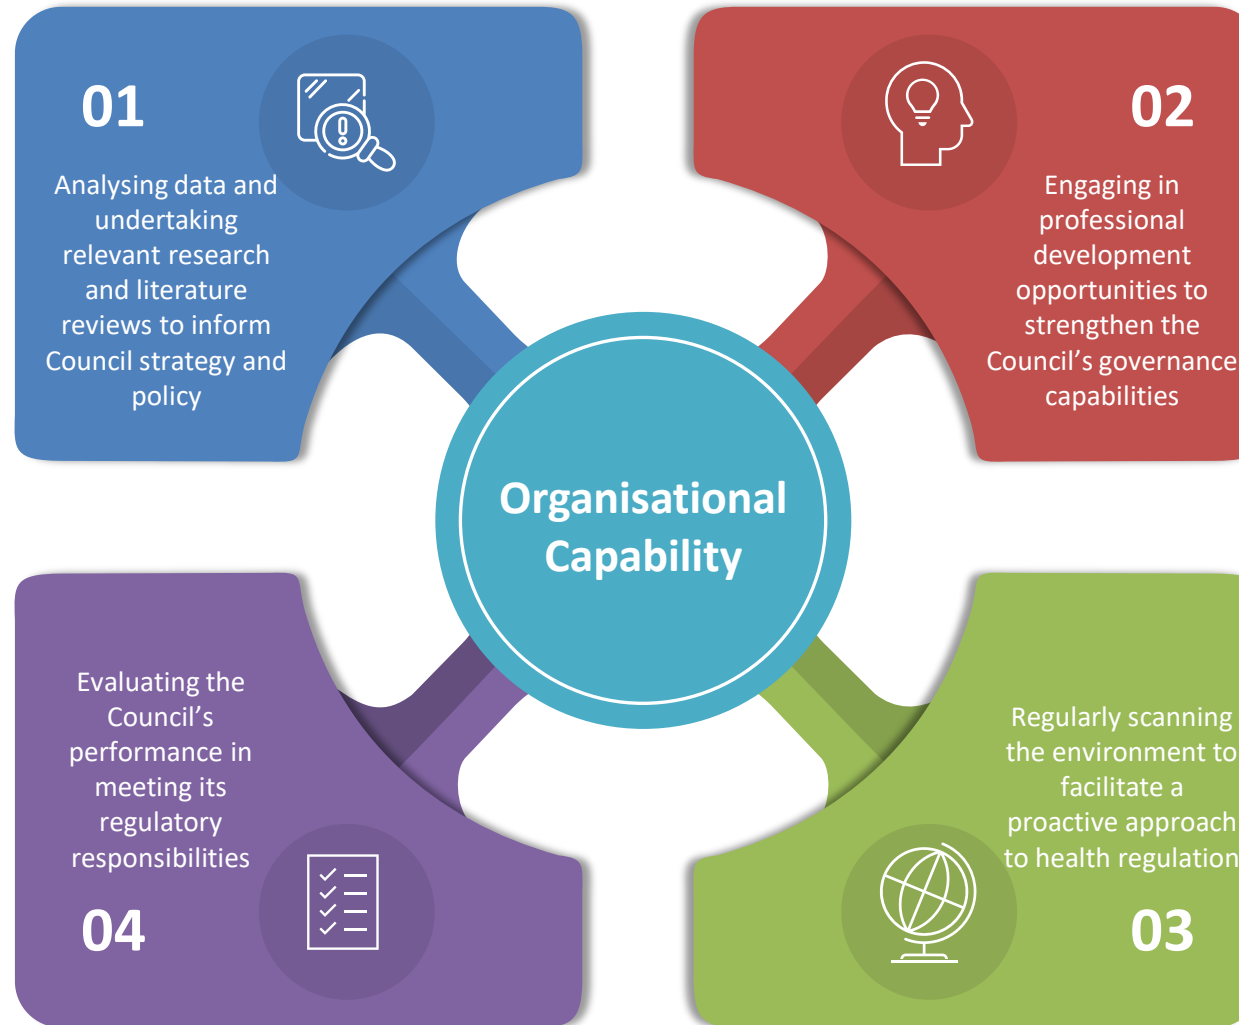 01
Analysing data and
undertaking
relevant research
and literature
reviews to inform
Council strategy and
policy
02
Engaging in
professional
development
opportunities to
strengthen the
Council’s governance
capabilities
Organisational
Capability
Regularly scanning
the environment to
facilitate a
proactive approach
to health regulation
03
Evaluating the
Council’s
performance in
meeting its
regulatory
responsibilities
04